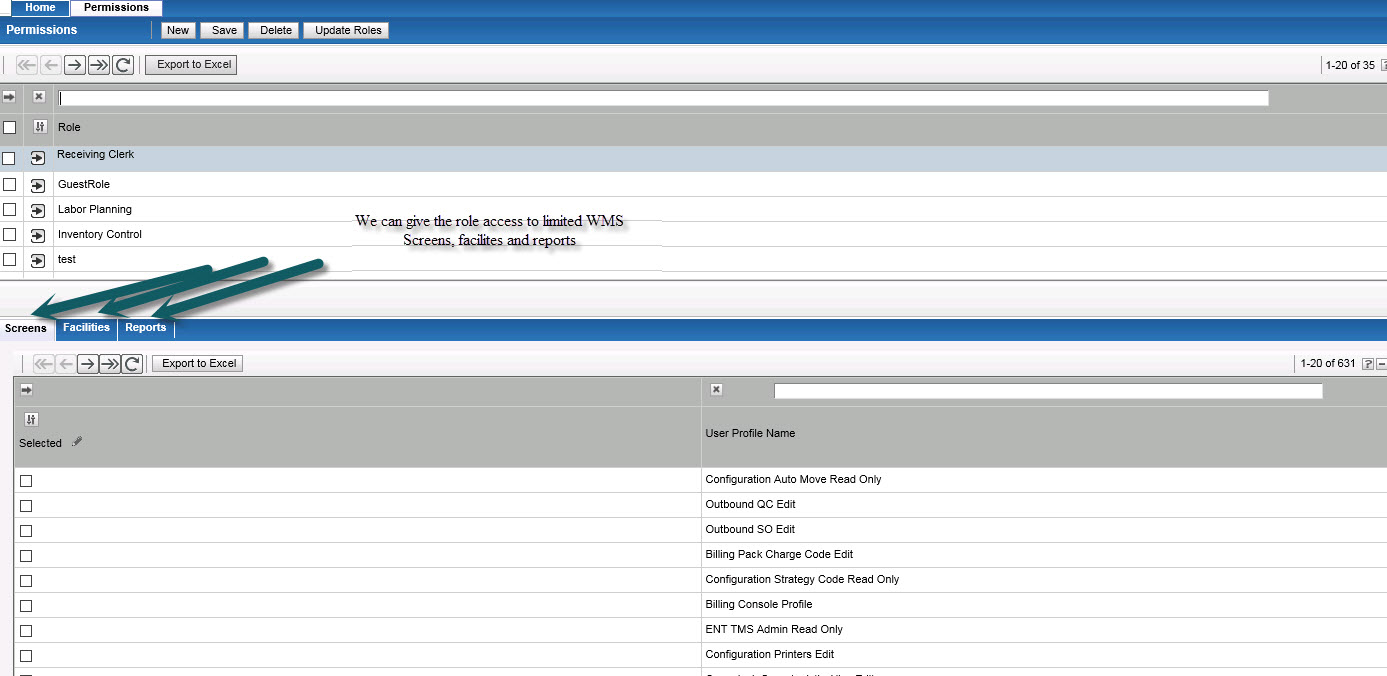 Home Permissions
Permissions New Save Delete Update Roles
Export to Excel 1-20 of 35
Role
Receiving Clerk
GuestRole
Labor Planning
We can give the role access to limited WMS
Inventory Control
Screens, facilites and reports
test
Screens Facilities Reports
Export to Excel 1-20 of 631
Selected
User Profile Name
Configuration Auto Move Read Only
Outbound QC Edit
Outbound SO Edit
Billing Pack Charge Code Edit
Configuration Strategy Code Read Only
Billing Console Profile
ENT TMS Admin Read Only
Configuration Printers Edit